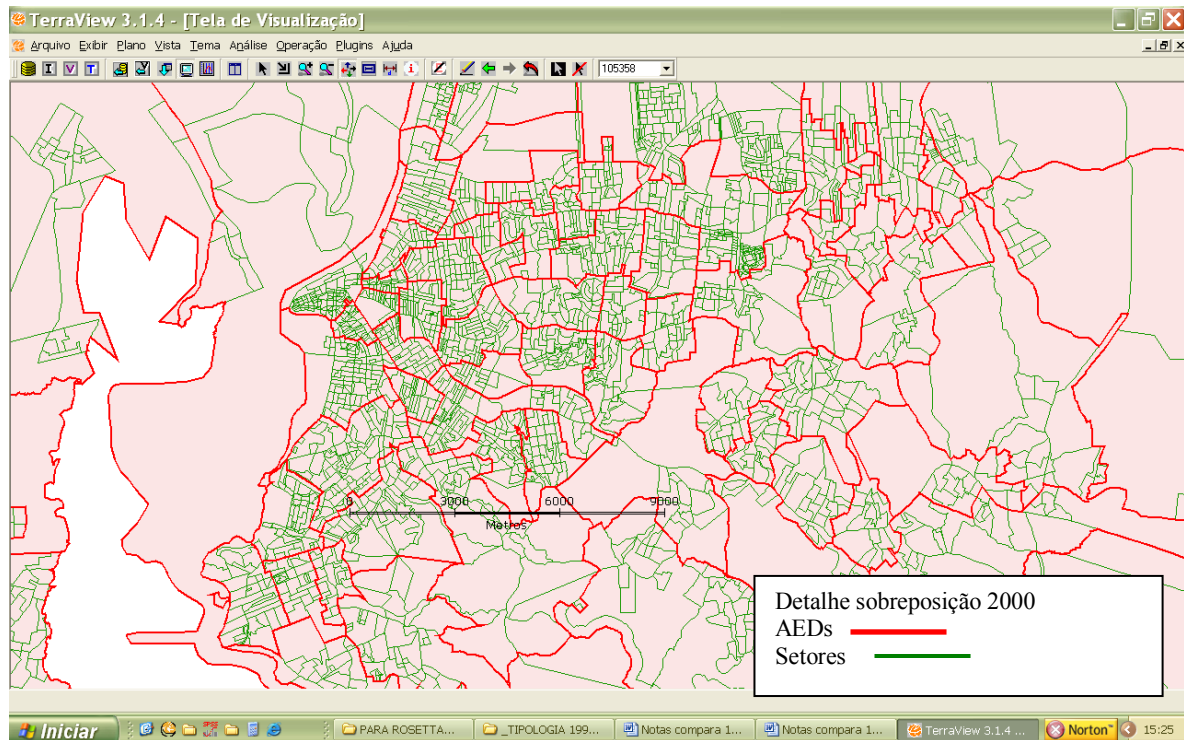 TerraView 3.1.4 - [Tela de Visualização]
Arquivo Exibir Plano Vista Tema Análise Operação Plugins Ajuda
I V T 105358
0 3000 6000 9000
Metros
Detalhe sobreposição 2000
AEDs
Setores
Iniciar PARA ROSETTA... _TIPOLOGIA 199... Notas compara 1... Notas compara 1... TerraView 3.1.4 ... Norton™ 15:25